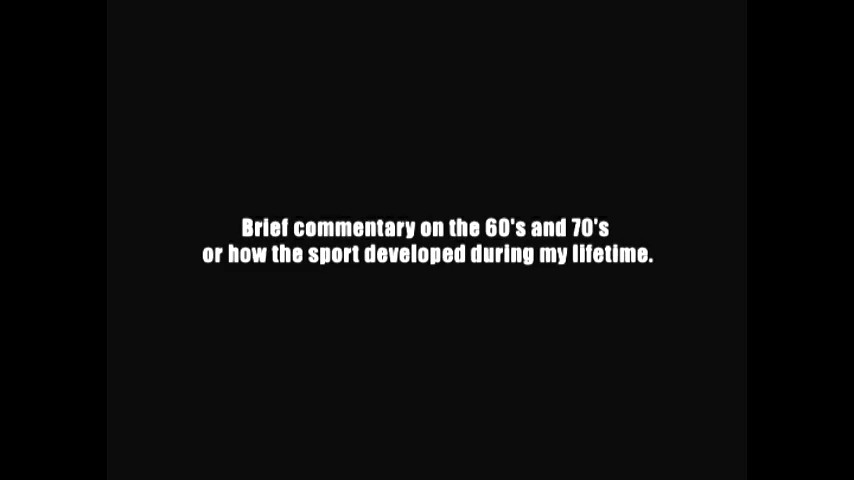 Brief commentary on the 60's and 70's
or how the sport developed during my lifetime.